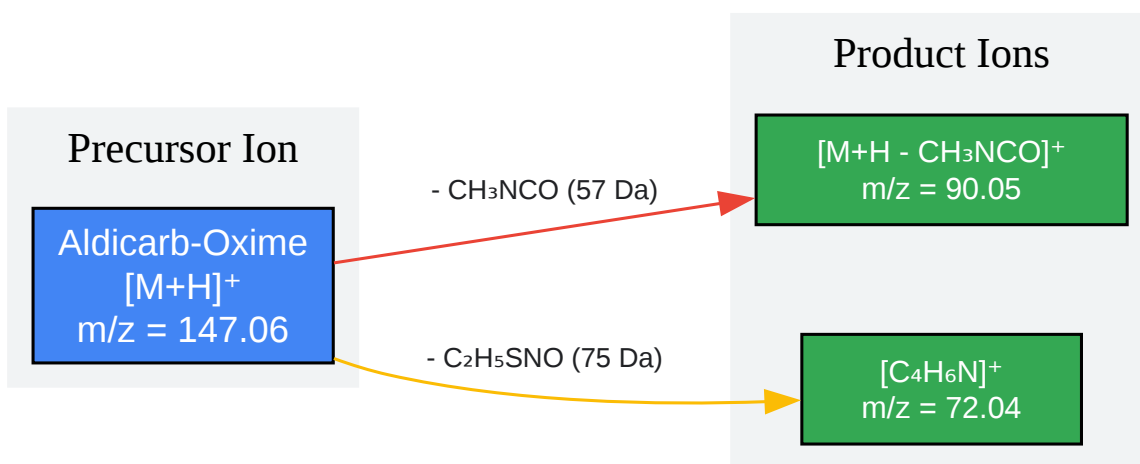 Precursor Ion
Aldicarb-Oxime
[M+H]⁺
m/z = 147.06
- CH₃NCO (57 Da)
- C₂H₅SNO (75 Da)
Product Ions
[M+H - CH₃NCO]⁺
m/z = 90.05
[C₄H₆N]⁺
m/z = 72.04